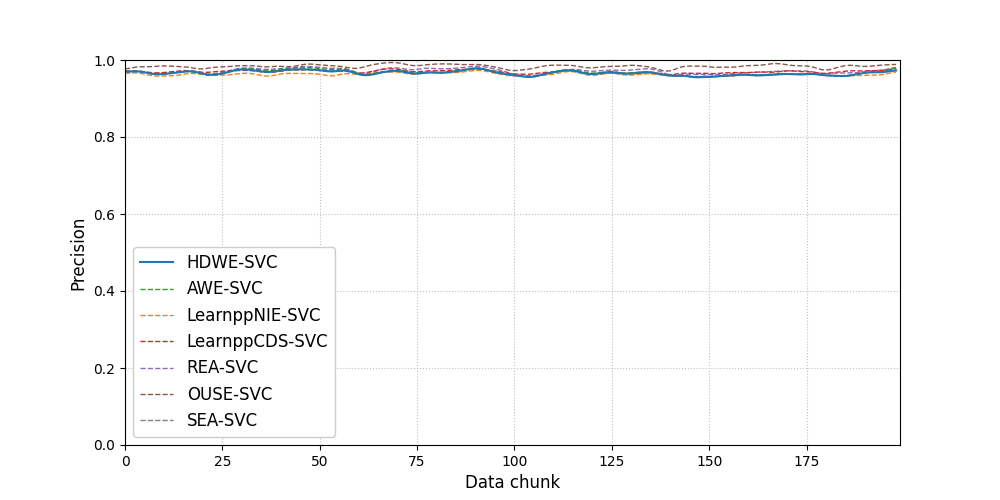 1.0
0.8
0.6
0.4
0.2
0.0
Precision
HDWE-SVC
AWE-SVC
LearnppNIE-SVC
LearnppCDS-SVC
REA-SVC
OUSE-SVC
SEA-SVC
0 25 50 75 100 125 150 175
Data chunk